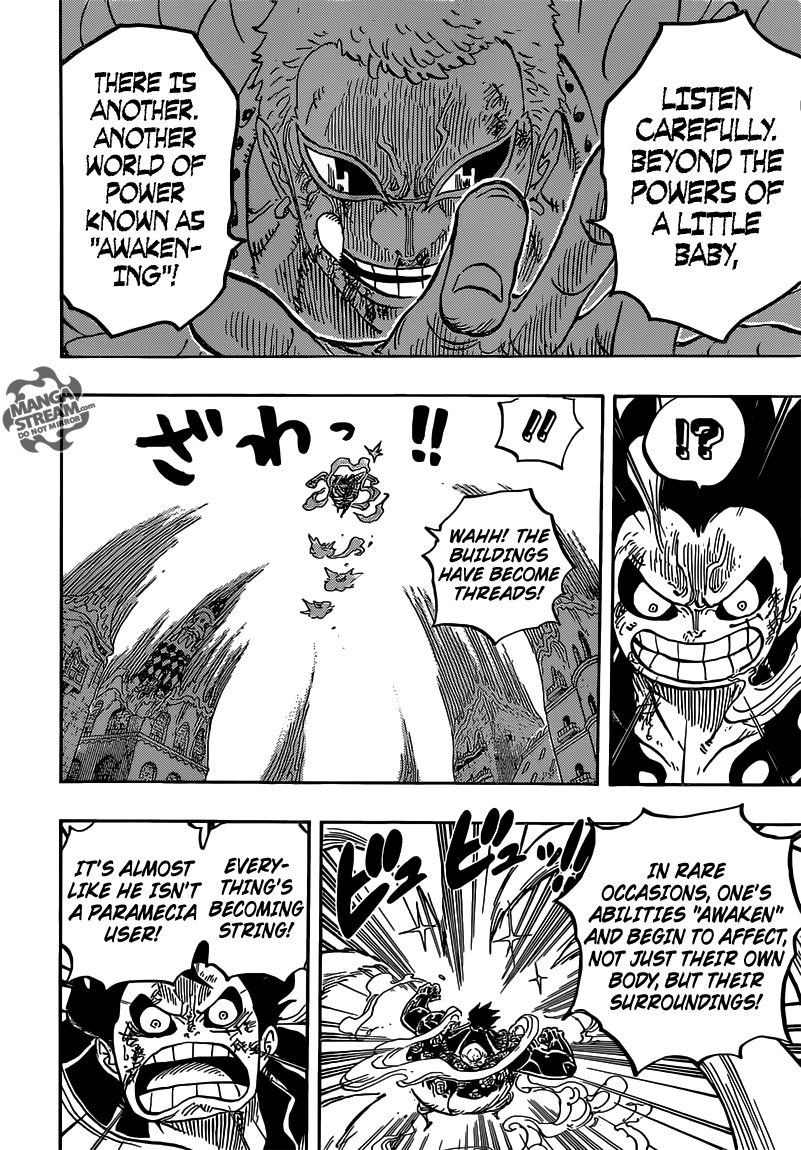 LISTEN
CAREFULLY.
BEYOND THE
POWERS OF
A LITTLE
BABY,
THERE IS
ANOTHER.
ANOTHER
WORLD OF
POWER
KNOWN AS
"AWAKEN-
ING"!
!?
!!
ざわっ!!
WAHH! THE
BUILDINGS
HAVE BECOME
THREADS!
MANGA
STREAM.com
DO NOT MIRROR
IN RARE
OCCASIONS, ONE'S
ABILITIES "AWAKEN"
AND BEGIN TO AFFECT,
NOT JUST THEIR OWN
BODY, BUT THEIR
SURROUNDINGS!
ビュビュッ!!
EVERY-
THING'S
BECOMING
STRING!
IT'S ALMOST
LIKE HE ISN'T
A PARAMECIA
USER!